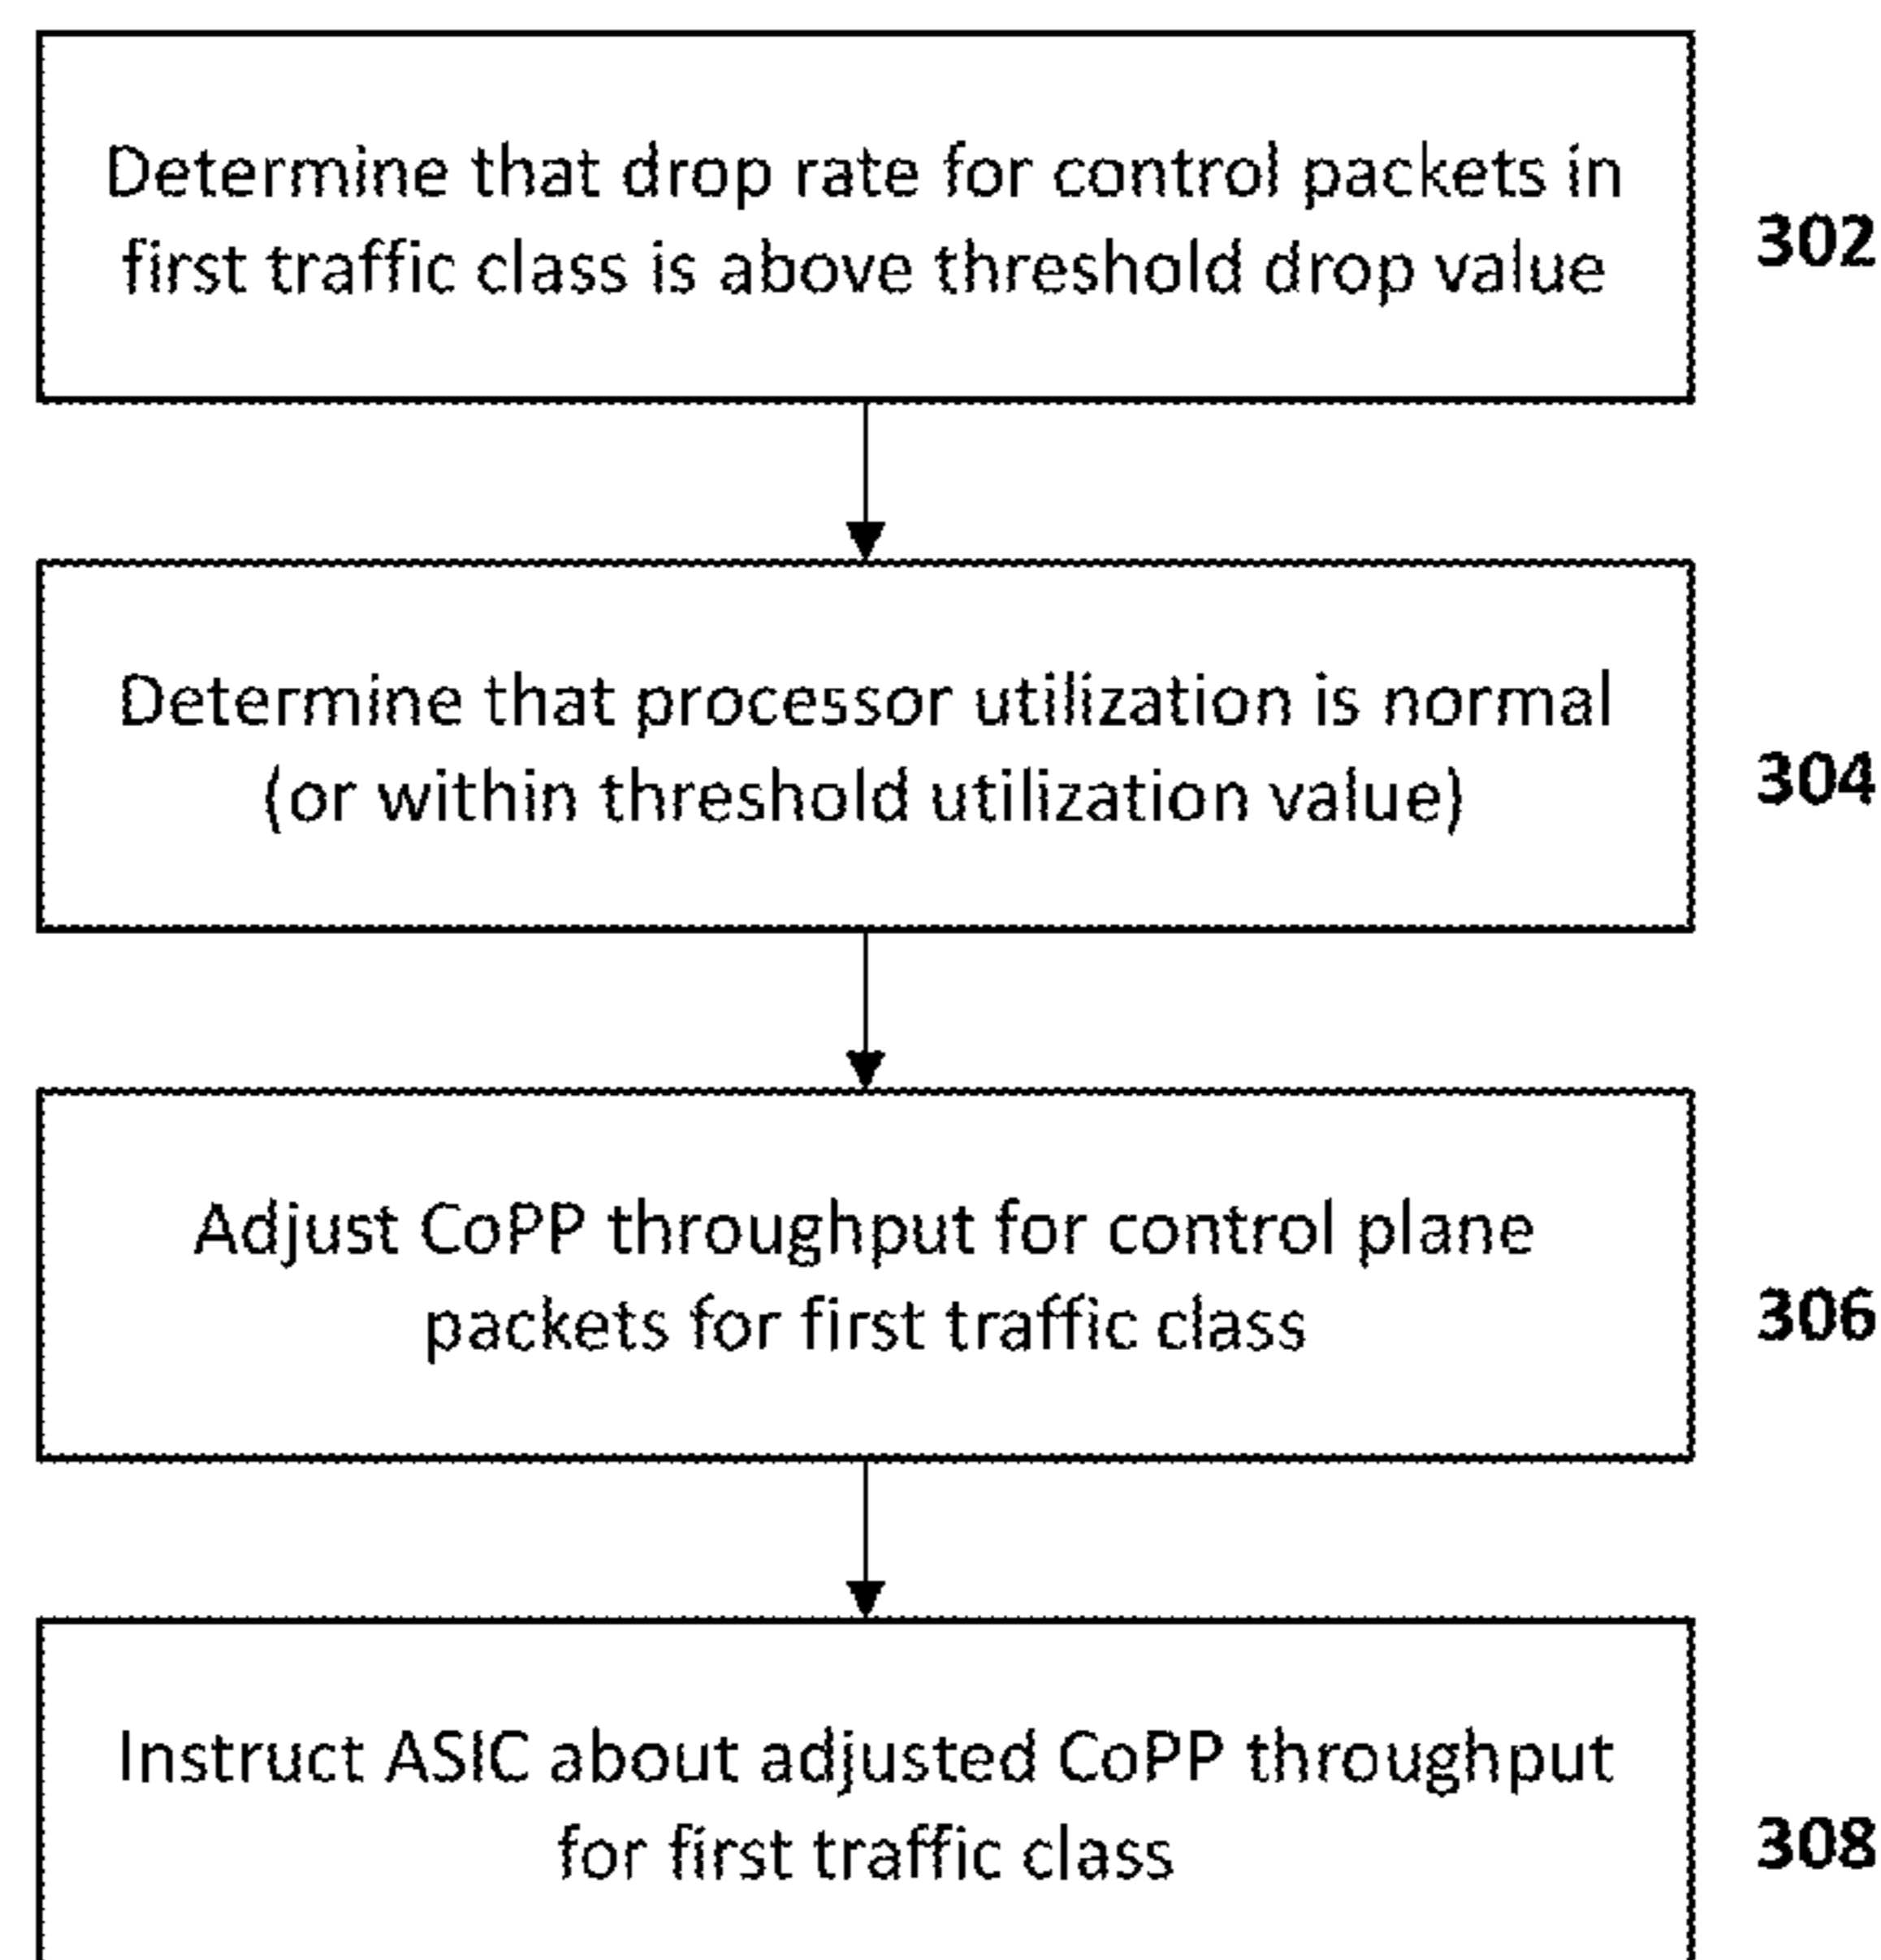 Determine that drop rate for control packets in
first traffic class is above threshold drop value
302
Determine that processor utilization is normal
(or within threshold utilization value)
304
Adjust CoPP throughput for control plane
packets for first traffic class
306
Instruct ASIC about adjusted CoPP throughput
for first traffic class
308